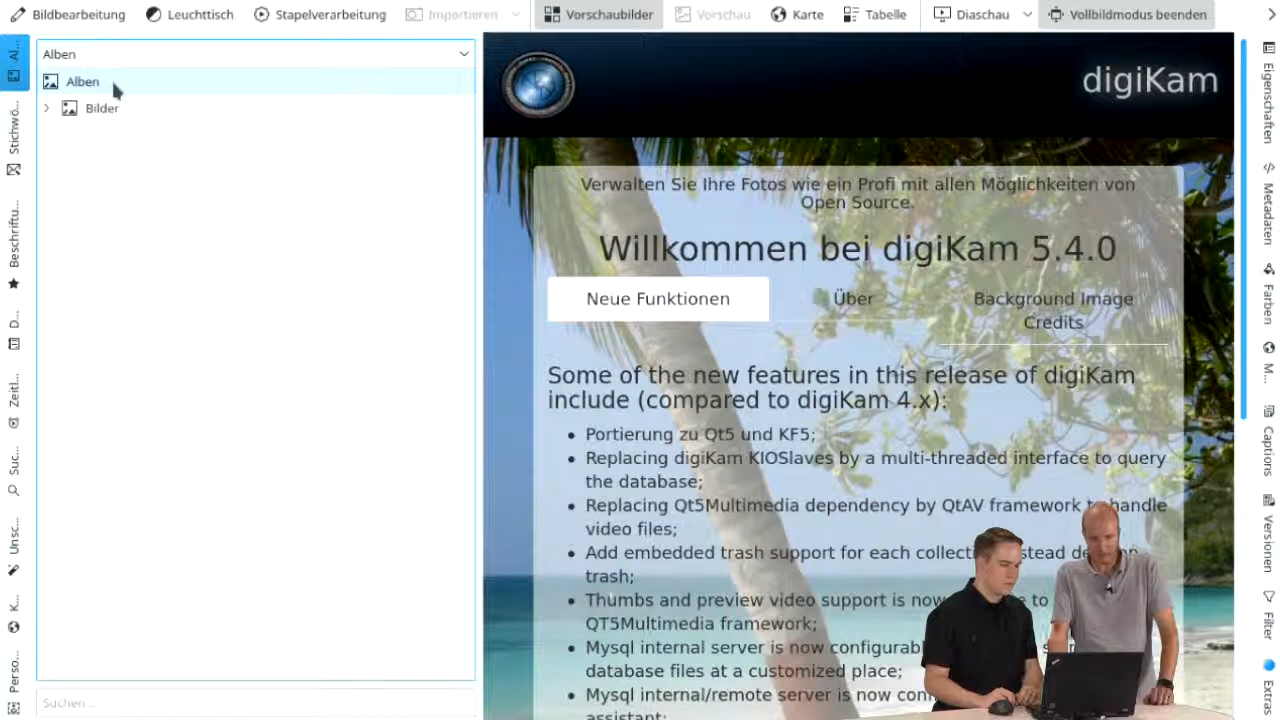 Bildbearbeitung Leuchttisch Stapelverarbeitung Importieren Vorschaubilder Vorschau Karte Tabelle Diaschau Vollbildmodus beenden
Al...
Stichwö...
Beschriftu...
D...
Zeitl...
Suc...
Unsc...
K...
Perso...
Alben
Alben
Bilder
Suchen ...
digiKam
Verwalten Sie Ihre Fotos wie ein Profi mit allen Möglichkeiten von
Open Source.
Willkommen bei digiKam 5.4.0
Neue Funktionen Über Background Image
Credits
Some of the new features in this release of digiKam
include (compared to digiKam 4.x):
• Portierung zu Qt5 und KF5;
• Replacing digiKam KIOSlaves by a multi-threaded interface to query
the database;
• Replacing Qt5Multimedia dependency by QtAV framework to handle
video files;
• Add embedded trash support for each
trash;
• Thumbs and preview video support is now
QT5Multimedia framework;
• Mysql internal server is now
database files at a customized place;
• Mysql internal/remote server is now
assistant;
Eigenschaften
Metadaten
Farben
M...
Captions
Versionen
Filter
Extras